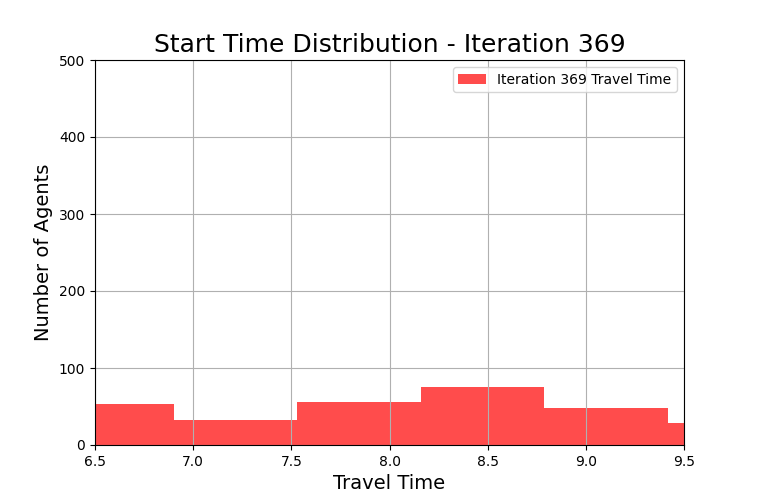 Start Time Distribution - Iteration 369
Iteration 369 Travel Time
500
400
300
200
100
0
Number of Agents
6.5 7.0 7.5 8.0 8.5 9.0 9.5
Travel Time